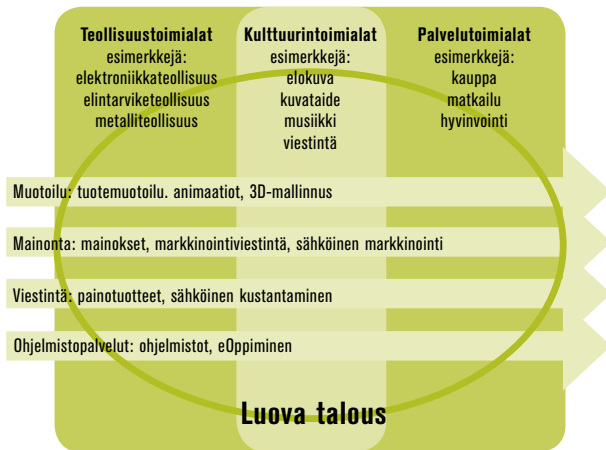 Teollisuustoimialat
esimerkkejä:
elektroniikkateollisuus
elintarviketeollisuus
metalliteollisuus
Kulttuurintoimialat
esimerkkejä:
elokuva
kuvataide
musiikki
viestintä
Palvelutoimialat
esimerkkejä:
kauppa
matkailu
hyvinvointi
Muotoilu: tuotemuotoilu. animaatiot, 3D-mallinnus
Mainonta: mainokset, markkinointiviestintä, sähköinen markkinointi
Viestintä: painotuotteet, sähköinen kustantaminen
Ohjelmistopalvelut: ohjelmistot, eOppiminen
Luova talous